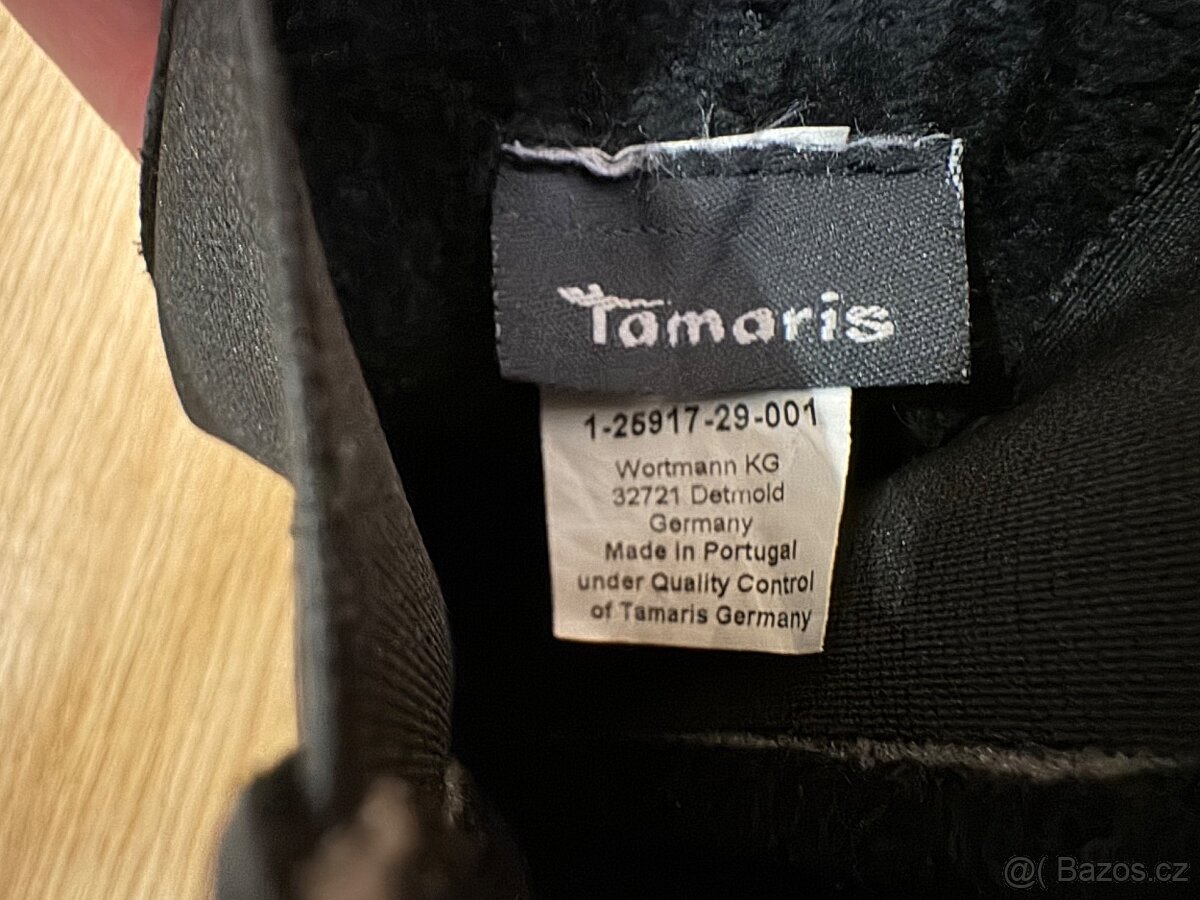 Tamaris
1-25917-29-001
Wortmann KG
32721 Detmold
Germany
Made in Portugal
under Quality Control
of Tamaris Germany
@( Bazos.cz